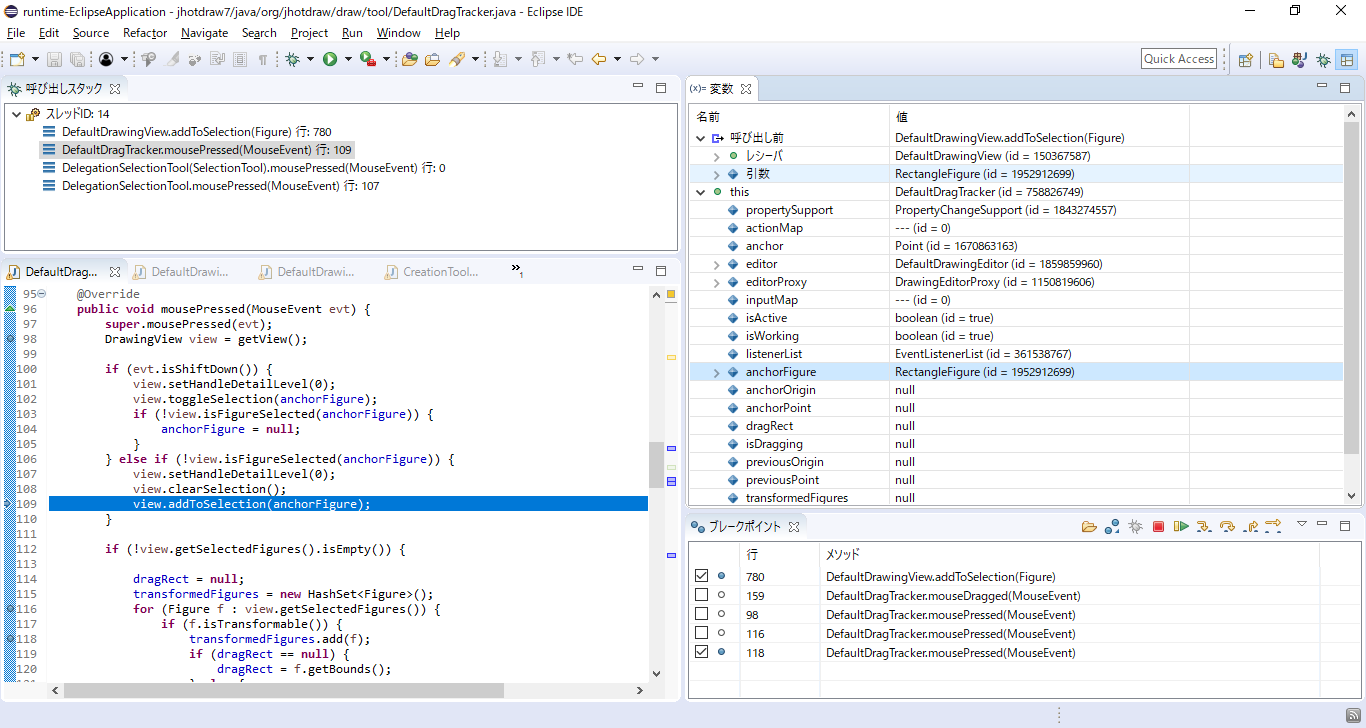 runtime-EclipseApplication - jhotdraw7/java/org/jhotdraw/draw/tool/DefaultDragTracker.java - Eclipse IDE
File Edit Source Refactor Navigate Search Project Run Window Help
Quick Access
呼び出しスタック
スレッドID: 14
DefaultDrawingView.addToSelection(Figure) 行: 780
DefaultDragTracker.mousePressed(MouseEvent) 行: 109
DelegationSelectionTool(SelectionTool).mousePressed(MouseEvent) 行: 0
DelegationSelectionTool.mousePressed(MouseEvent) 行: 107
DefaultDrag... DefaultDrawi... DefaultDrawi... CreationTool... »1
95 @Override
96 public void mousePressed(MouseEvent evt) {
97 super.mousePressed(evt);
98 DrawingView view = getView();
99
100 if (evt.isShiftDown()) {
101 view.setHandleDetailLevel(0);
102 view.toggleSelection(anchorFigure);
103 if (!view.isFigureSelected(anchorFigure)) {
104 anchorFigure = null;
105 }
106 } else if (!view.isFigureSelected(anchorFigure)) {
107 view.setHandleDetailLevel(0);
108 view.clearSelection();
109 view.addToSelection(anchorFigure);
110 }
111
112 if (!view.getSelectedFigures().isEmpty()) {
113
114 dragRect = null;
115 transformedFigures = new HashSet<Figure>();
116 for (Figure f : view.getSelectedFigures()) {
117 if (f.isTransformable()) {
118 transformedFigures.add(f);
119 if (dragRect == null) {
120 dragRect = f.getBounds();
(x)= 変数
名前 値
呼び出し前 DefaultDrawingView.addToSelection(Figure)
レシーバ DefaultDrawingView (id = 150367587)
引数 RectangleFigure (id = 1952912699)
this DefaultDragTracker (id = 758826749)
propertySupport PropertyChangeSupport (id = 1843274557)
actionMap --- (id = 0)
anchor Point (id = 1670863163)
editor DefaultDrawingEditor (id = 1859859960)
editorProxy DrawingEditorProxy (id = 1150819606)
inputMap --- (id = 0)
isActive boolean (id = true)
isWorking boolean (id = true)
listenerList EventListenerList (id = 361538767)
anchorFigure RectangleFigure (id = 1952912699)
anchorOrigin null
anchorPoint null
dragRect null
isDragging null
previousOrigin null
previousPoint null
transformedFigures null
ブレークポイント
行 メソッド
780 DefaultDrawingView.addToSelection(Figure)
159 DefaultDragTracker.mouseDragged(MouseEvent)
98 DefaultDragTracker.mousePressed(MouseEvent)
116 DefaultDragTracker.mousePressed(MouseEvent)
118 DefaultDragTracker.mousePressed(MouseEvent)